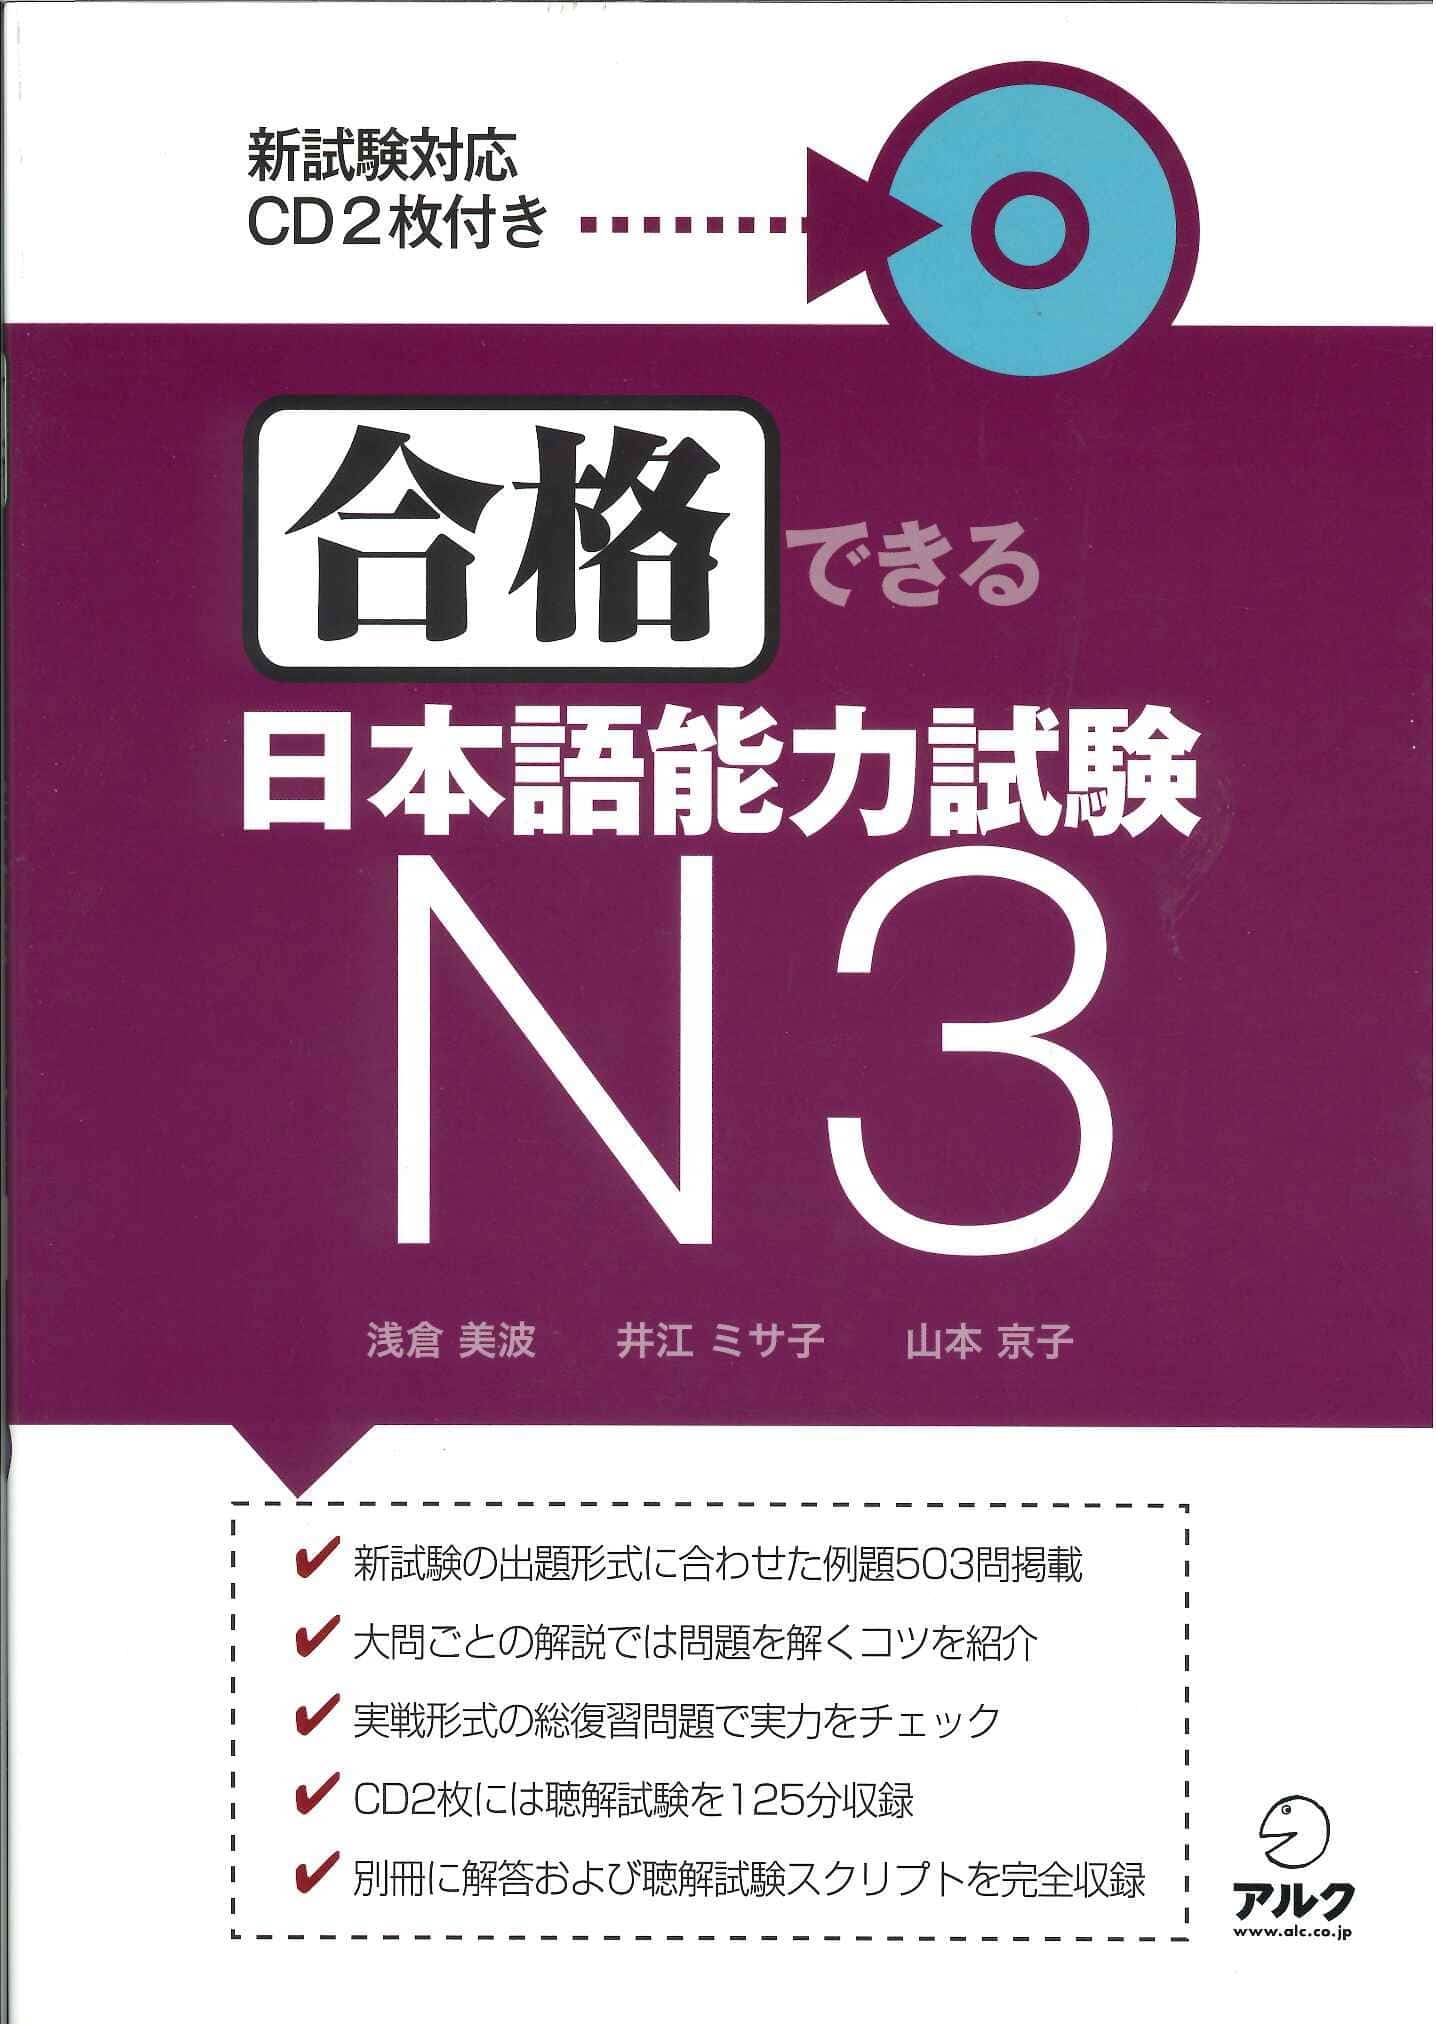 新試験対応
CD2枚付き
合格できる
日本語能力試験
N3
浅倉 美波 井江 ミサ子 山本 京子
✔ 新試験の出題形式に合わせた例題503問掲載
✔ 大問ごとの解説では問題を解くコツを紹介
✔ 実戦形式の総復習問題で実力をチェック
✔ CD2枚には聴解試験を125分収録
✔ 別冊に解答および聴解試験スクリプトを完全収録
アルク
www.alc.co.jp